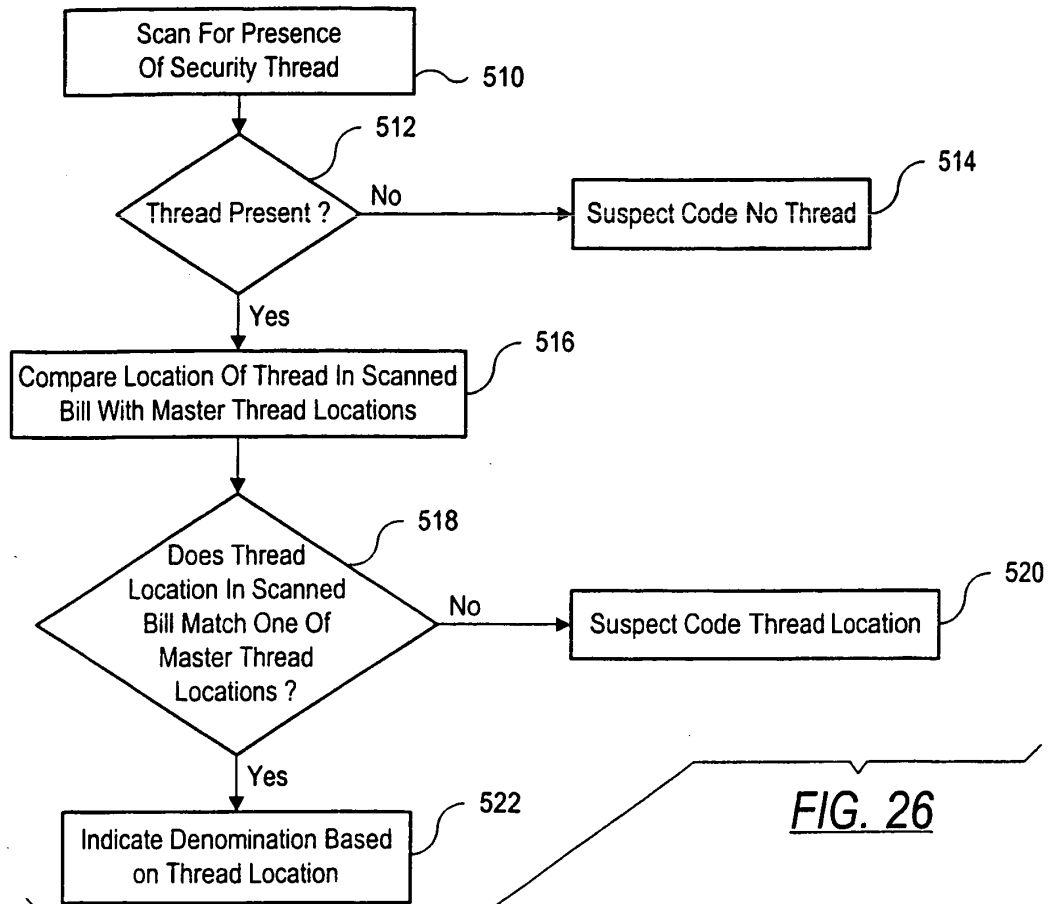 Scan For Presence
Of Security Thread
510
512
Thread Present ?
No
514
Suspect Code No Thread
Yes
516
Compare Location Of Thread In Scanned
Bill With Master Thread Locations
518
Does Thread
Location In Scanned
Bill Match One Of
Master Thread
Locations ?
No
520
Suspect Code Thread Location
Yes
522
Indicate Denomination Based
on Thread Location
FIG. 26